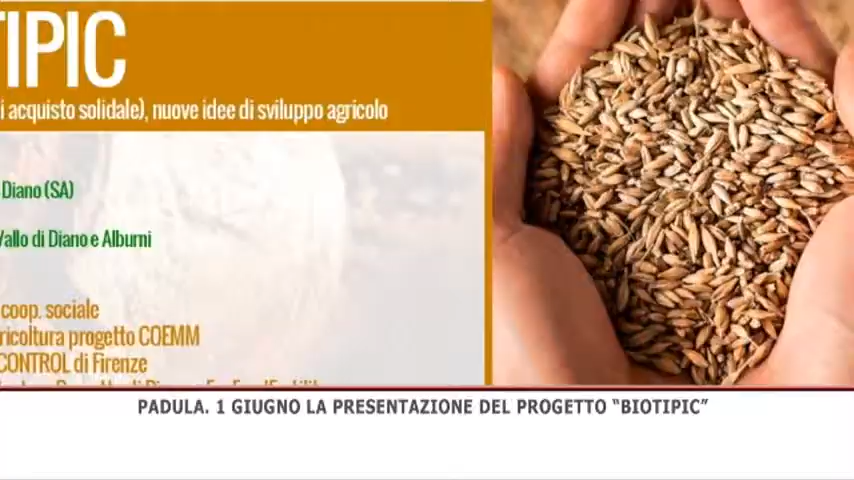 TIPIC
i acquisto solidale), nuove idee di sviluppo agricolo
Diano (SA)
Vallo di Diano e Alburni
coop. sociale
ricoltura progetto COEMM
CONTROL di Firenze
PADULA. 1 GIUGNO LA PRESENTAZIONE DEL PROGETTO “BIOTIPIC”